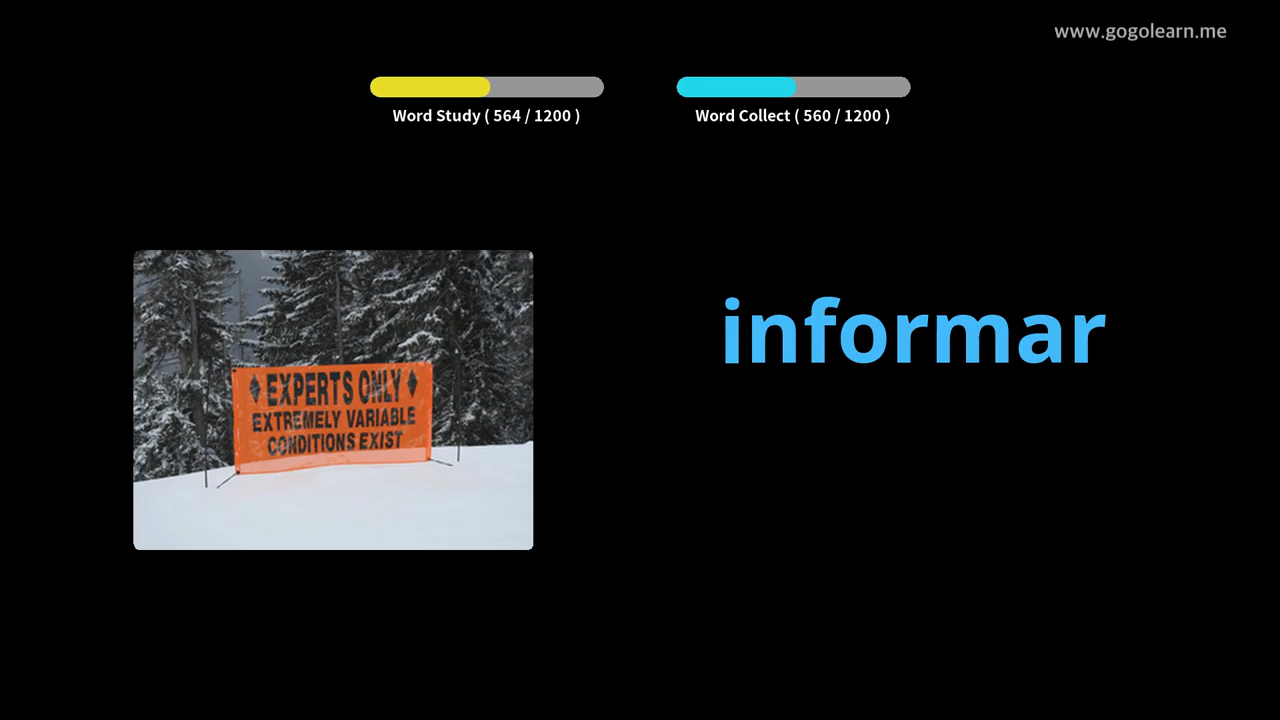 www.gogolearn.me
Word Study ( 564 / 1200 )
Word Collect ( 560 / 1200 )
EXPERTS ONLY
EXTREMELY VARIABLE
CONDITIONS EXIST
informar